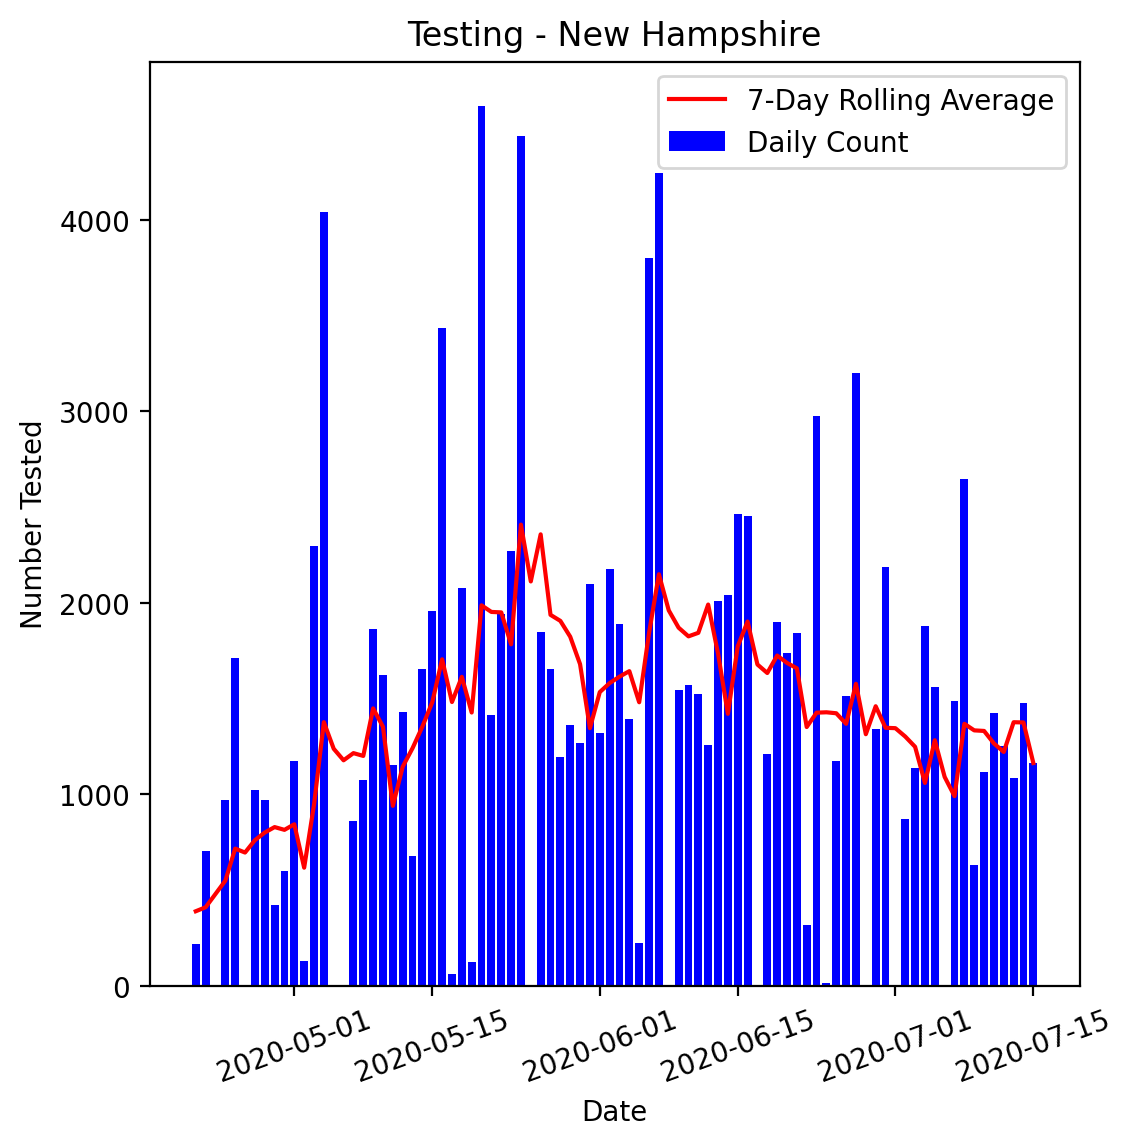 Testing - New Hampshire
7-Day Rolling Average
Daily Count
Number Tested
4000
3000
2000
1000
0
2020-05-01
2020-05-15
2020-06-01
2020-06-15
2020-07-01
2020-07-15
Date